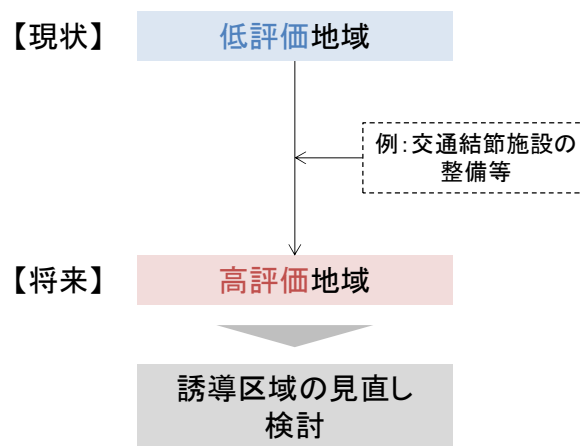 【現状】
低評価地域
例：交通結節施設の
整備等
【将来】
高評価地域
誘導区域の見直し
検討